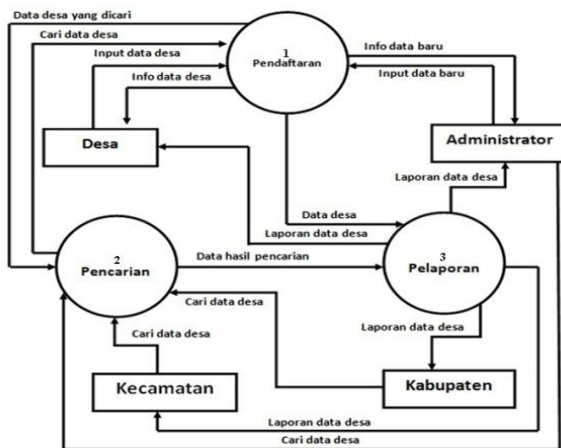 Data desa yang dicari
Cari data desa
Input data desa
Info data desa
1
Pendaftaran
Info data baru
Input data baru
Desa
Administrator
Laporan data desa
Data desa
Laporan data desa
2
Pencarian
Data hasil pencarian
3
Pelaporan
Cari data desa
Laporan data desa
Cari data desa
Kecamatan
Kabupaten
Laporan data desa
Cari data desa